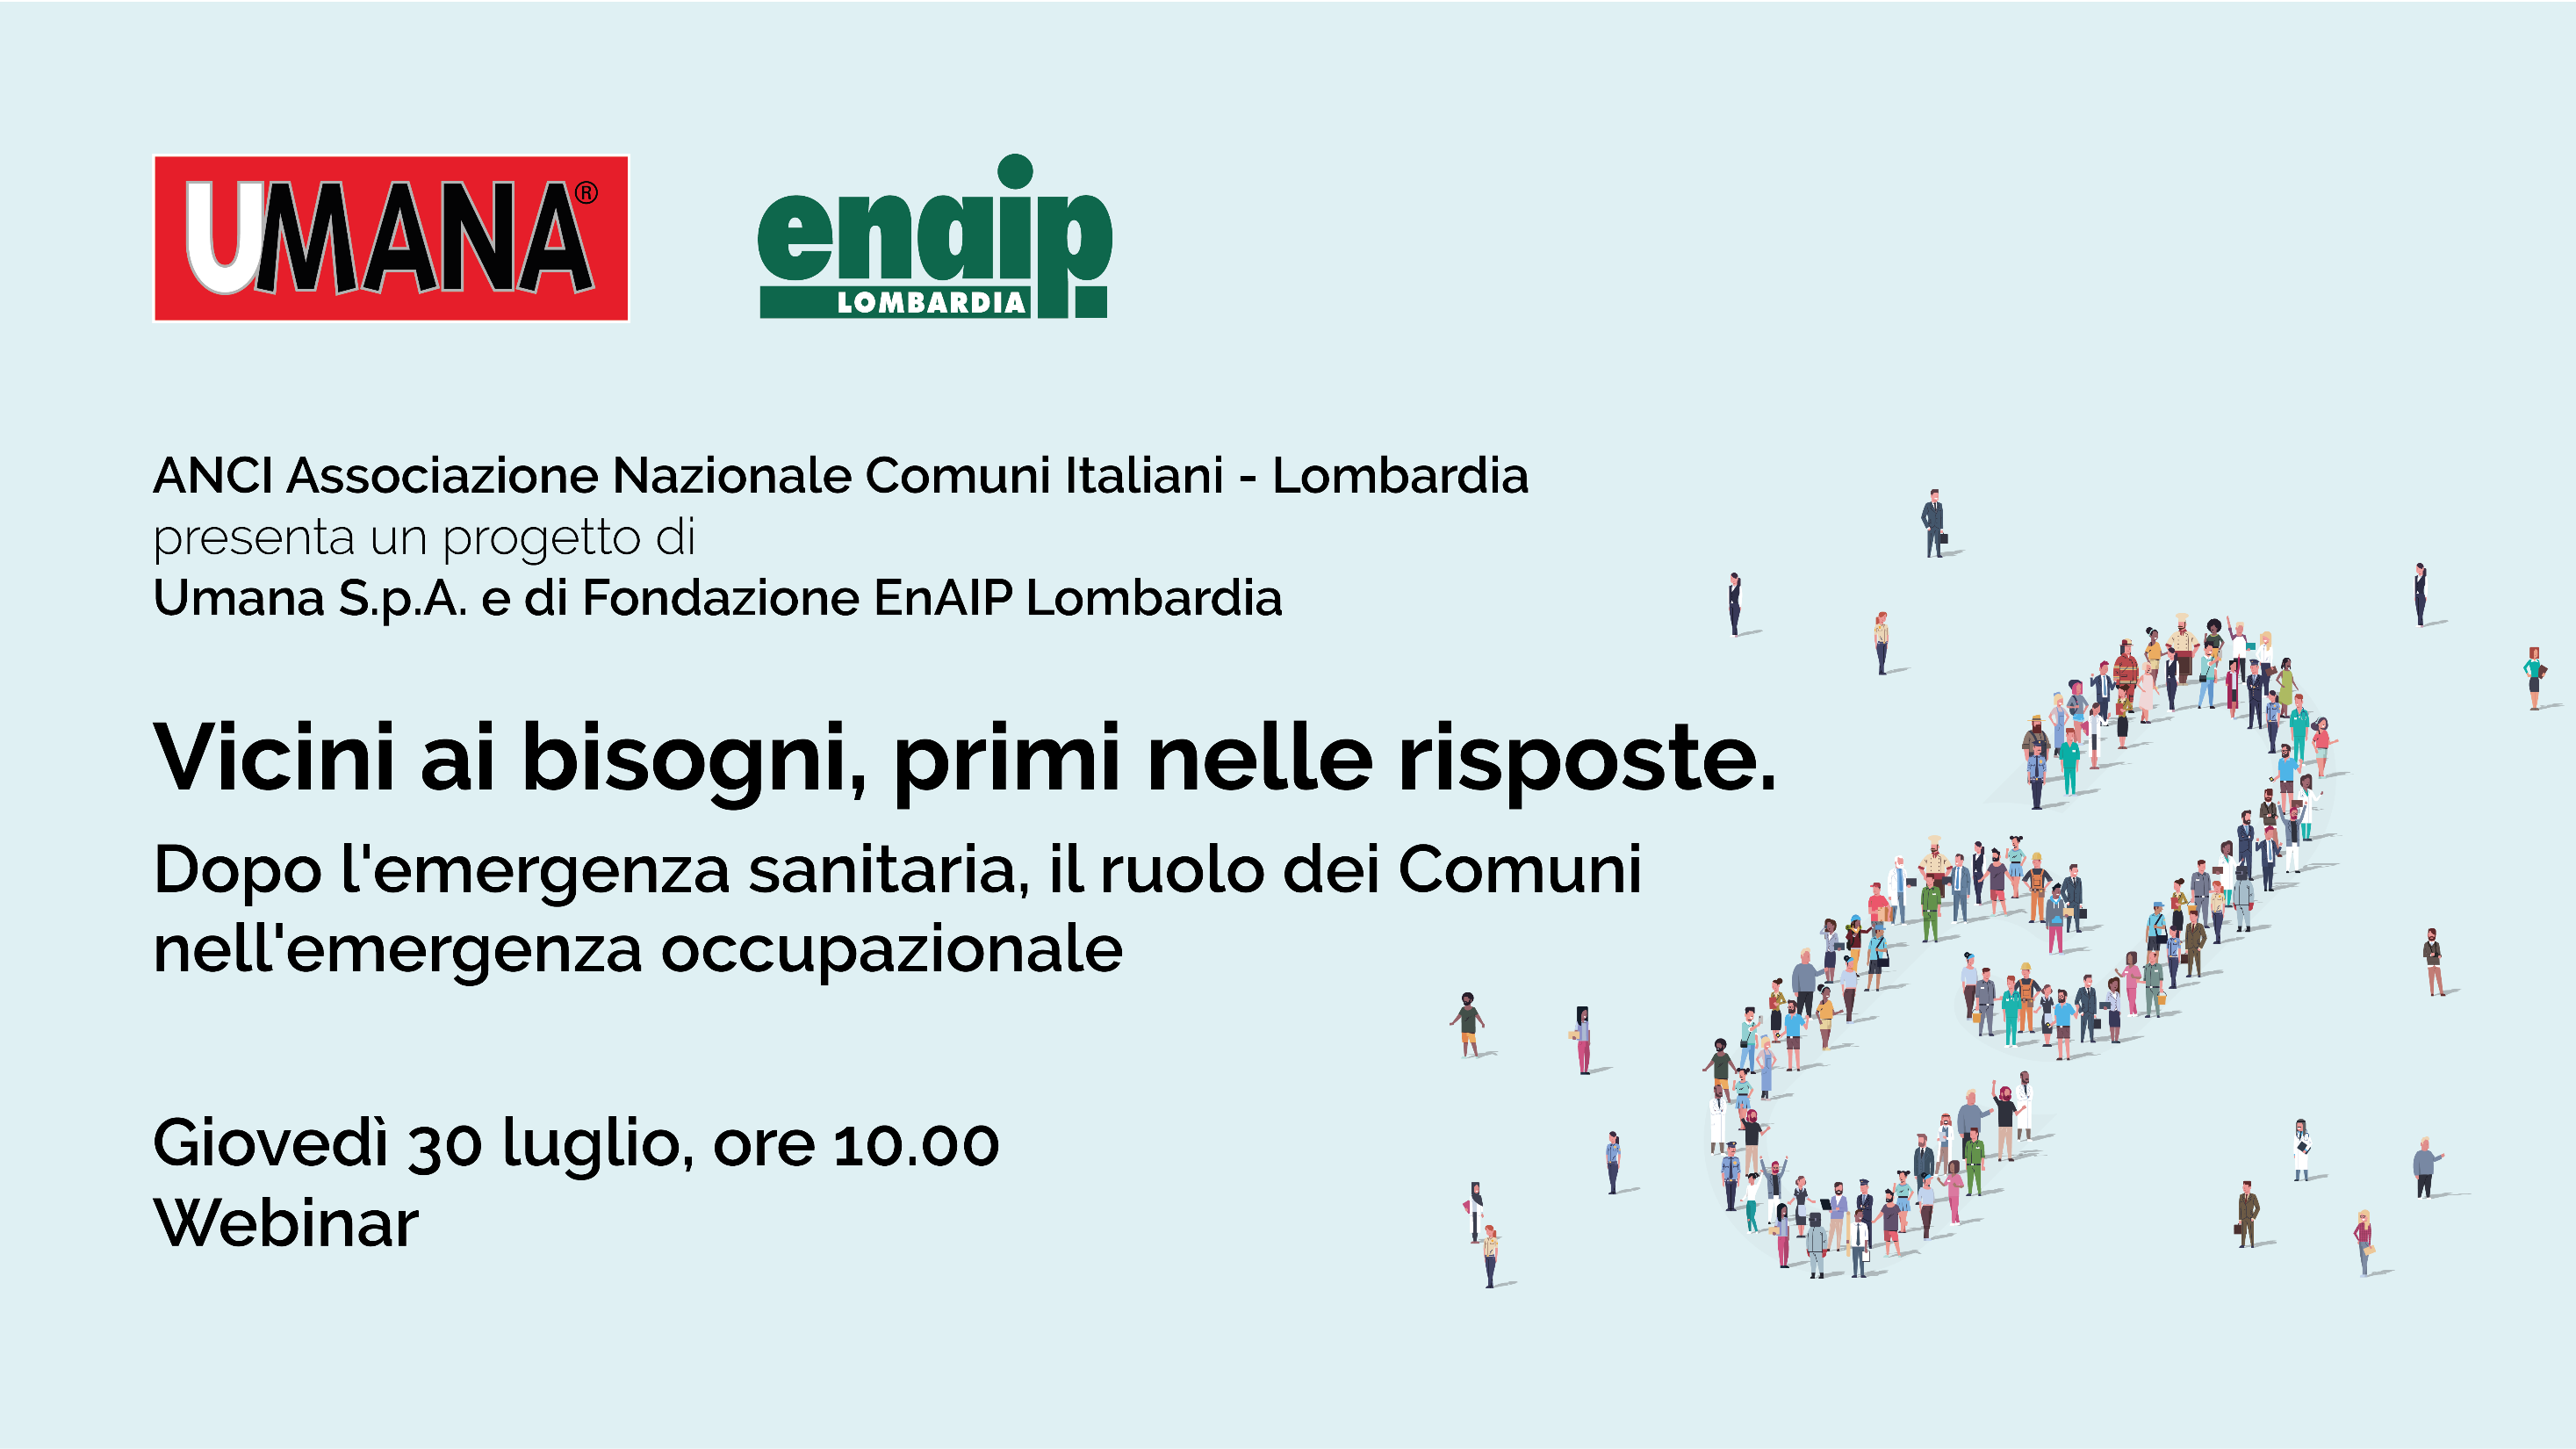 UMANA®
enaip
LOMBARDIA
ANCI Associazione Nazionale Comuni Italiani - Lombardia
presenta un progetto di
Umana S.p.A. e di Fondazione EnAIP Lombardia
Vicini ai bisogni, primi nelle risposte.
Dopo l'emergenza sanitaria, il ruolo dei Comuni
nell'emergenza occupazionale
Giovedì 30 luglio, ore 10.00
Webinar